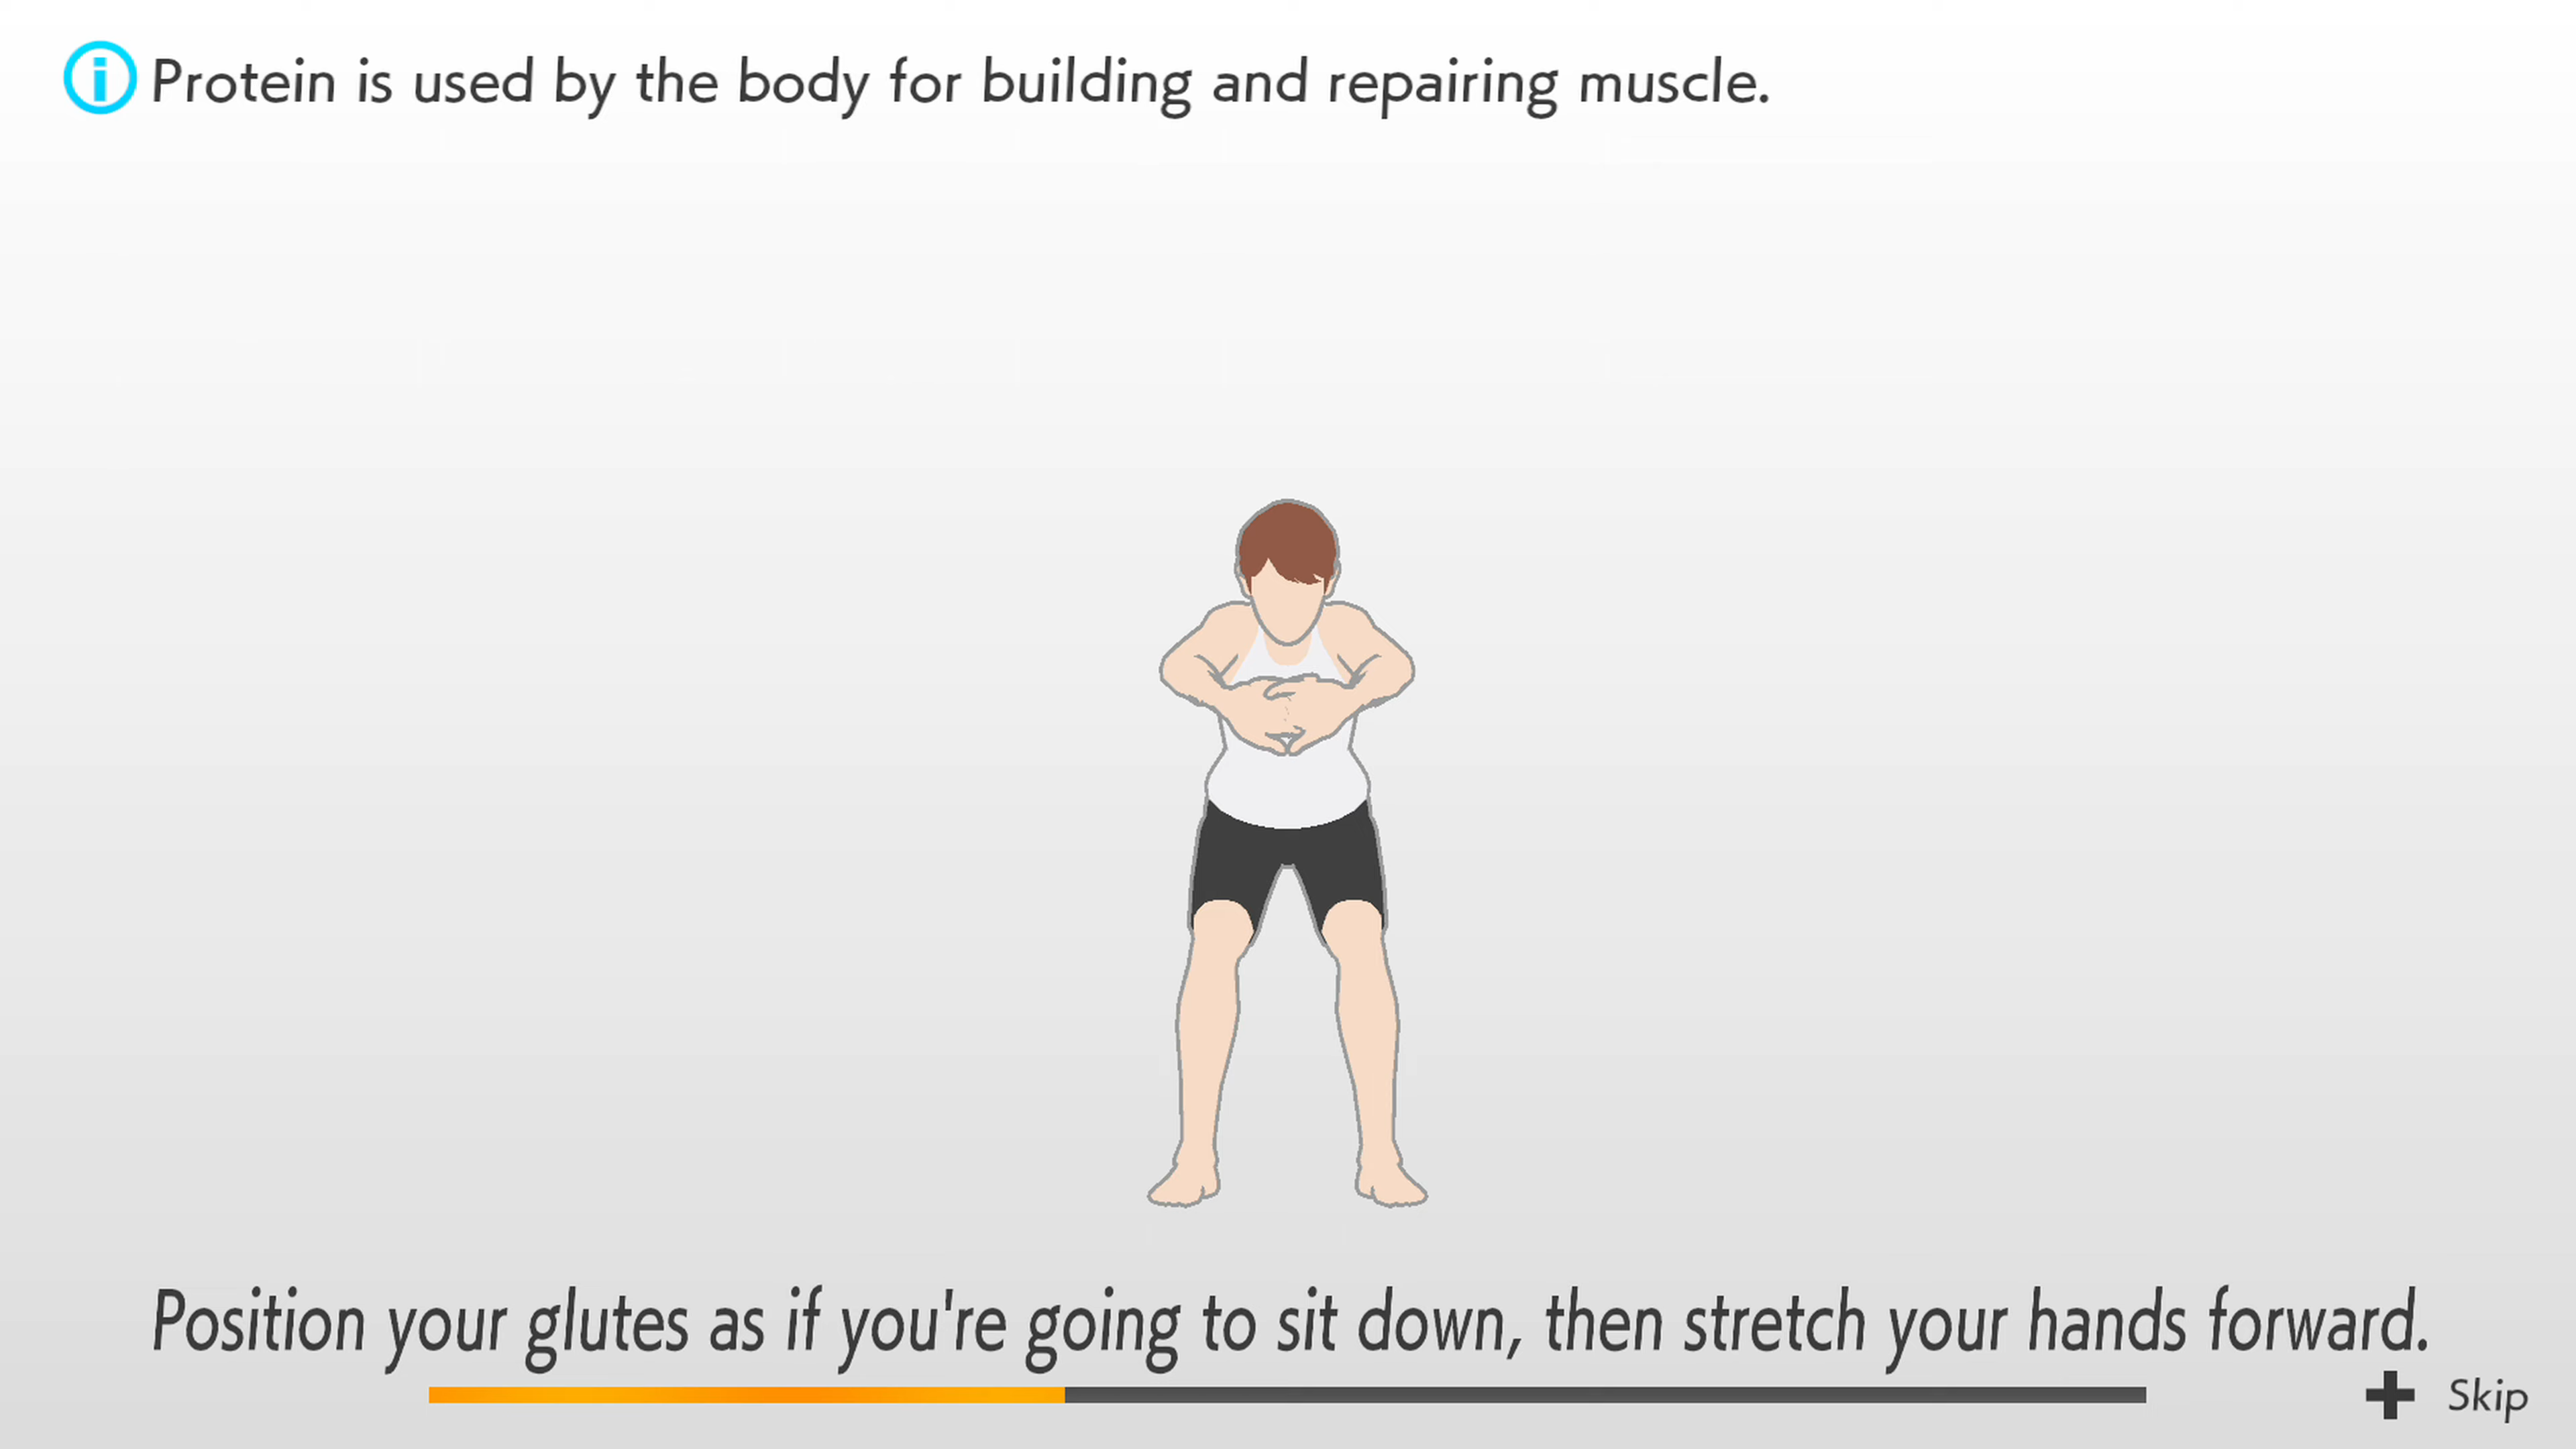 Protein is used by the body for building and repairing muscle.
Position your glutes as if you're going to sit down, then stretch your hands forward.
Skip